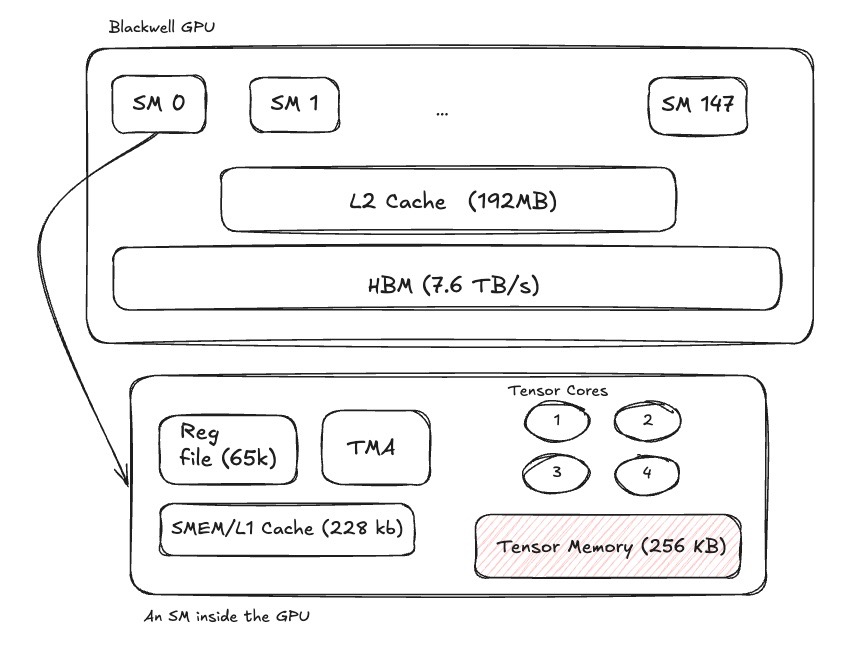 Blackwell GPU
SM 0
SM 1
...
SM 147
L2 Cache (192MB)
HBM (7.6 TB/s)
Tensor Cores
1
2
Reg
file (65k)
TMA
3
4
SMEM/L1 Cache (228 kb)
Tensor Memory (256 KB)
An SM inside the GPU